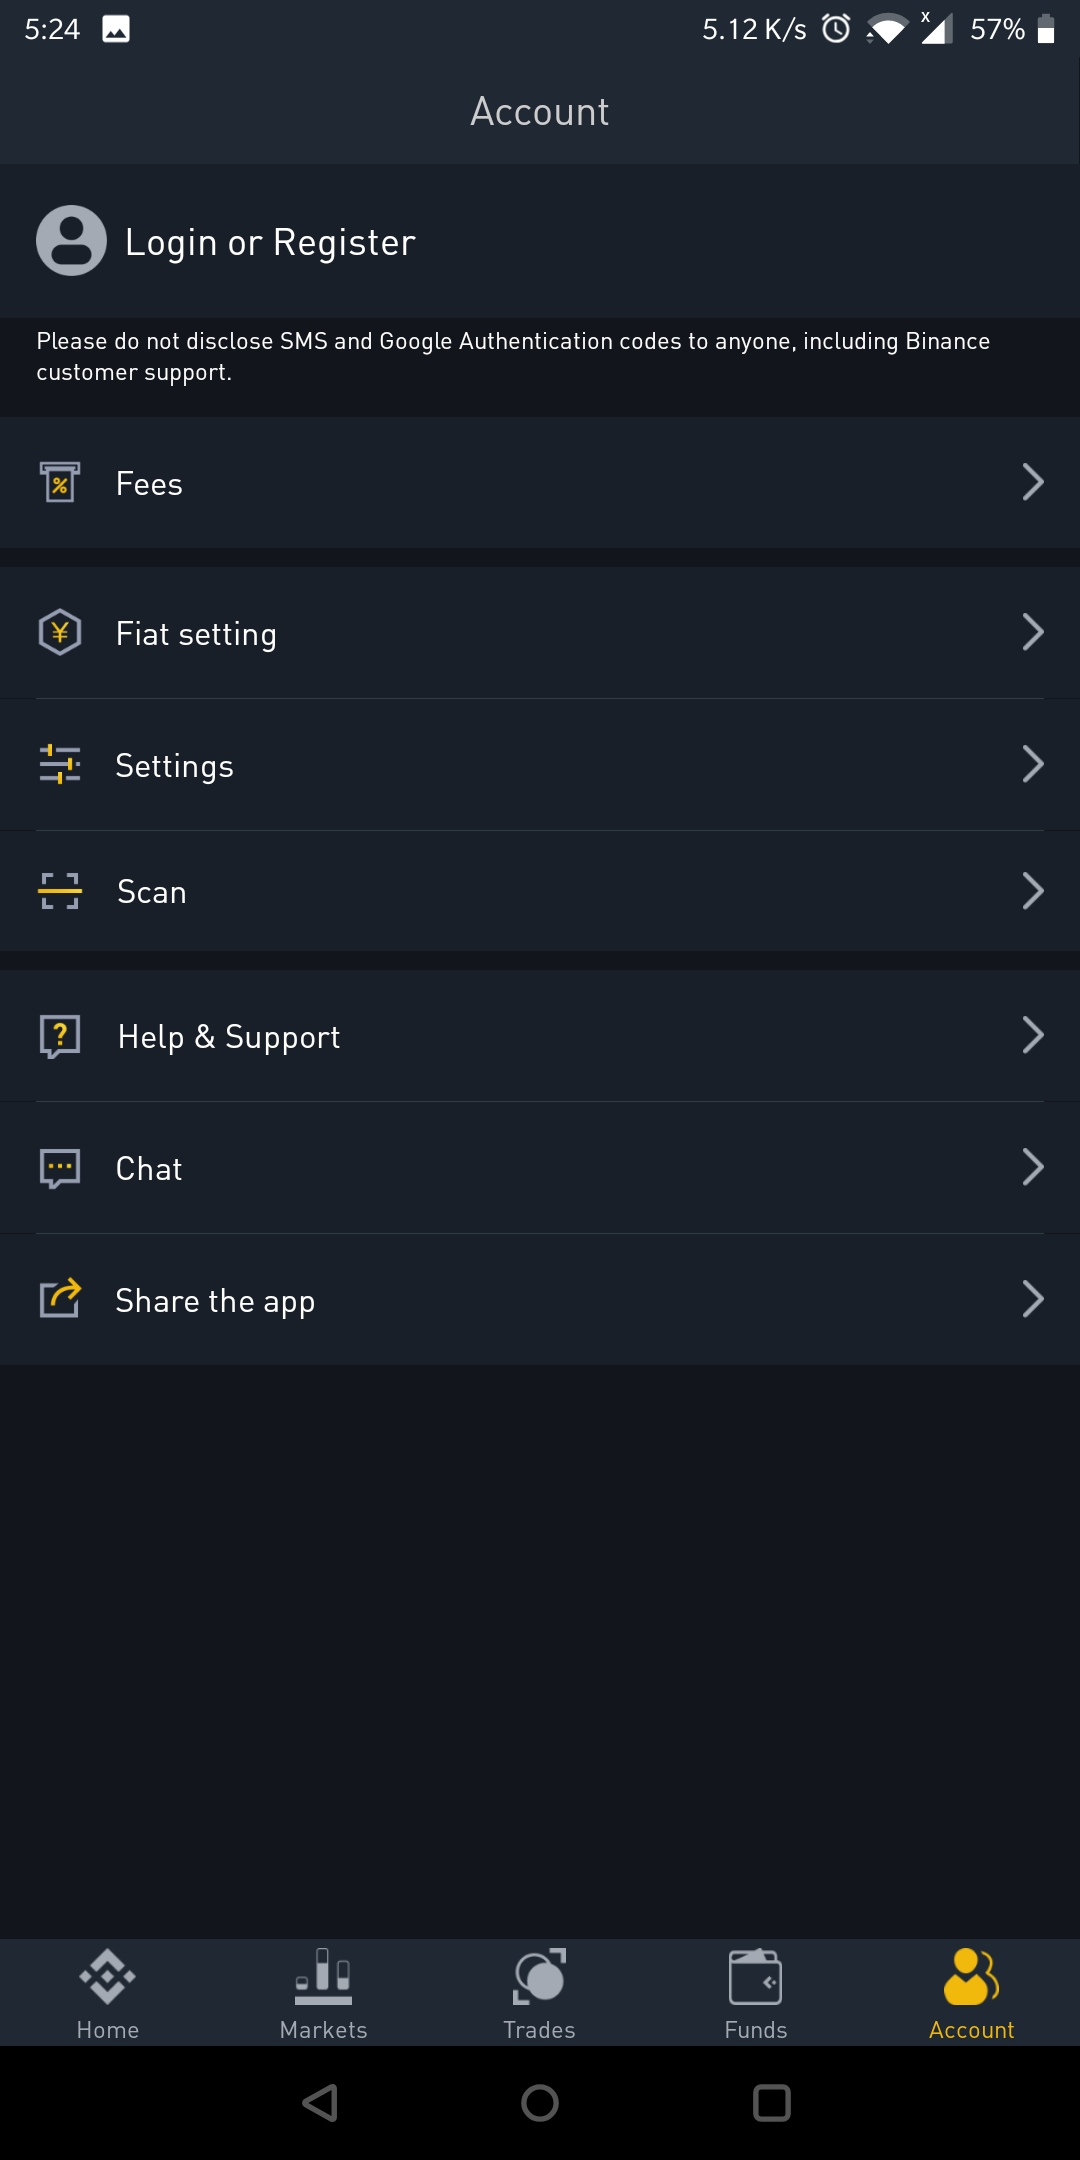 5:24 5.12 K/s x 57%
Account
Login or Register
Please do not disclose SMS and Google Authentication codes to anyone, including Binance
customer support.
% Fees
¥ Fiat setting
Settings
Scan
? Help & Support
Chat
Share the app
Home Markets Trades Funds Account